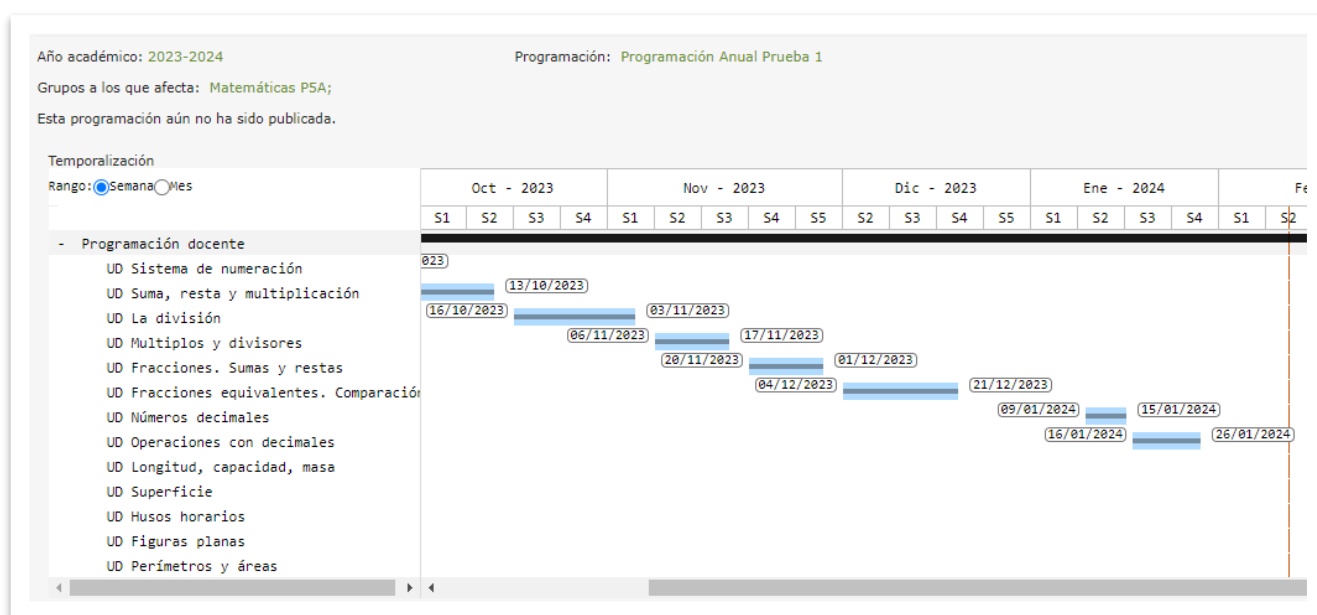 Año académico: 2023-2024 Programación: Programación Anual Prueba 1
Grupos a los que afecta: Matemáticas P5A;
Esta programación aún no ha sido publicada.
Temporalización
Rango: Semana Mes
Oct - 2023 Nov - 2023 Dic - 2023 Ene - 2024 Fe
S1 S2 S3 S4 S1 S2 S3 S4 S5 S2 S3 S4 S5 S1 S2 S3 S4 S1 S2
- Programación docente
UD Sistema de numeración 023
UD Suma, resta y multiplicación 13/10/2023
UD La división 16/10/2023 03/11/2023
UD Multiplos y divisores 06/11/2023 17/11/2023
UD Fracciones. Sumas y restas 20/11/2023 01/12/2023
UD Fracciones equivalentes. Comparación 04/12/2023 21/12/2023
UD Números decimales 09/01/2024 15/01/2024
UD Operaciones con decimales 16/01/2024 26/01/2024
UD Longitud, capacidad, masa
UD Superficie
UD Husos horarios
UD Figuras planas
UD Perímetros y áreas